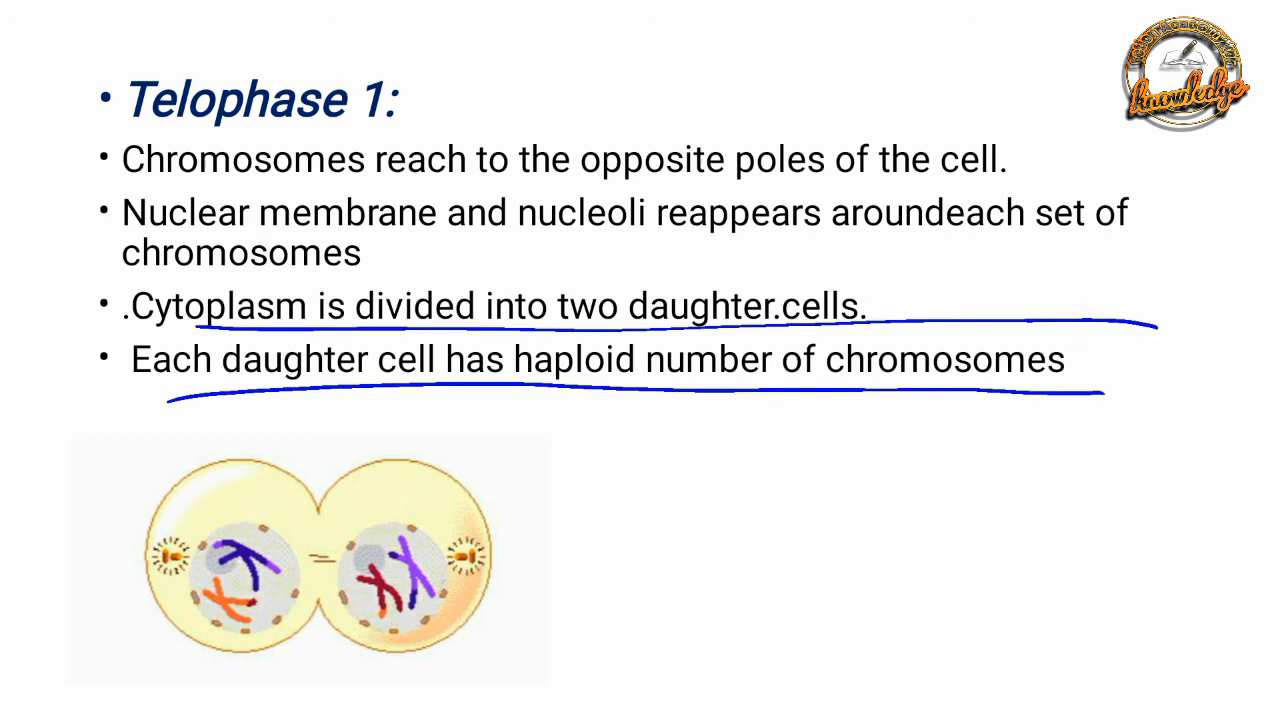 • Telophase 1:
• Chromosomes reach to the opposite poles of the cell.
• Nuclear membrane and nucleoli reappears aroundeach set of
chromosomes
• .Cytoplasm is divided into two daughter.cells.
• Each daughter cell has haploid number of chromosomes
knowledge